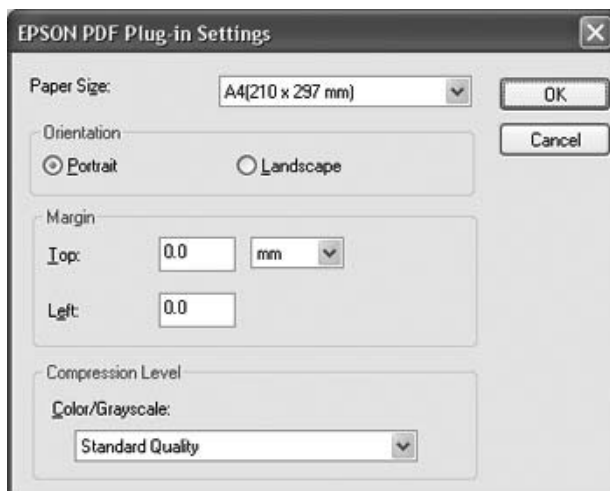 EPSON PDF Plug-in Settings
Paper Size: A4(210 x 297 mm) OK
Cancel
Orientation
Portrait Landscape
Margin
Top: 0.0 mm
Left: 0.0
Compression Level
Color/Grayscale:
Standard Quality